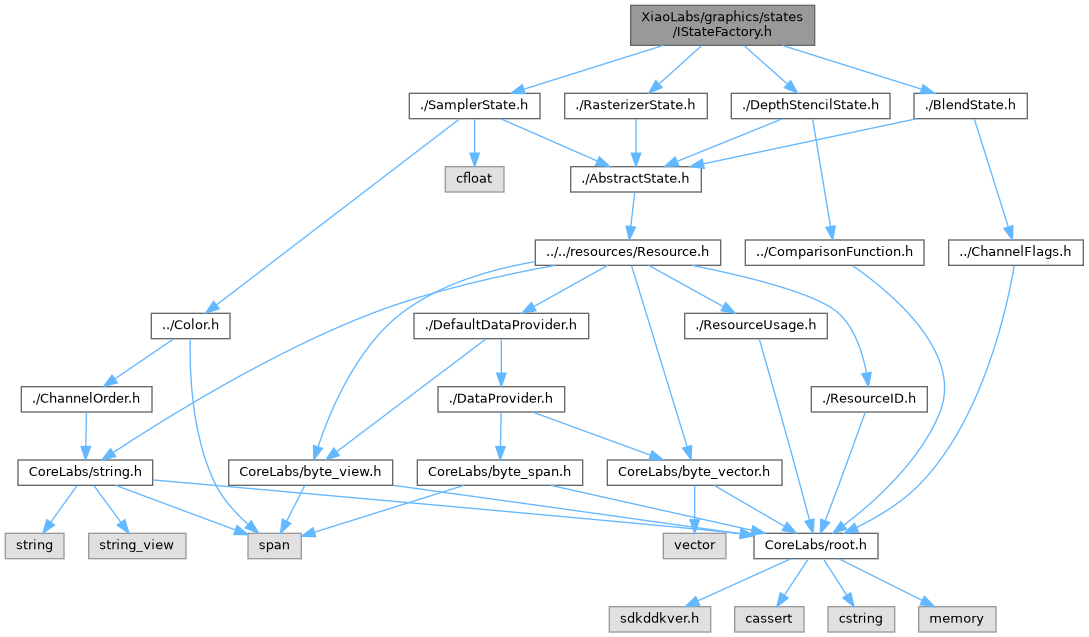 XiaoLabs/graphics/states
/IStateFactory.h
./SamplerState.h
./RasterizerState.h
./DepthStencilState.h
./BlendState.h
cfloat
./AbstractState.h
../../resources/Resource.h
../ComparisonFunction.h
../ChannelFlags.h
../Color.h
./DefaultDataProvider.h
./ResourceUsage.h
./ChannelOrder.h
./DataProvider.h
./ResourceID.h
CoreLabs/string.h
CoreLabs/byte_view.h
CoreLabs/byte_span.h
CoreLabs/byte_vector.h
string
string_view
span
vector
CoreLabs/root.h
sdkddkver.h
cassert
cstring
memory